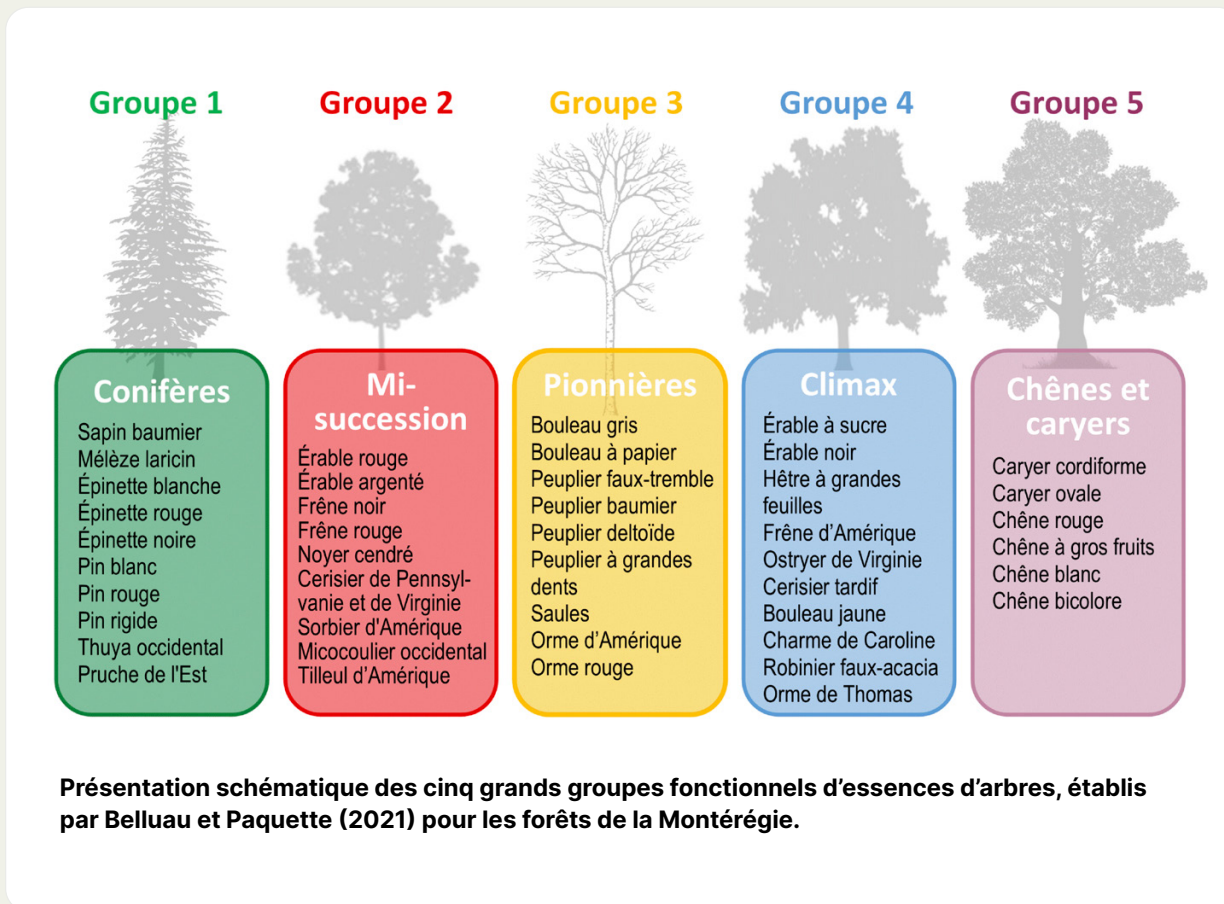 Groupe 1
Groupe 2
Groupe 3
Groupe 4
Groupe 5
Conifères
Sapin baumier
Mélèze laricin
Épinette blanche
Épinette rouge
Épinette noire
Pin blanc
Pin rouge
Pin rigide
Thuya occidental
Pruche de l'Est
Mi-
succession
Érable rouge
Érable argenté
Frêne noir
Frêne rouge
Noyer cendré
Cerisier de Pennsyl-
vanie et de Virginie
Sorbier d'Amérique
Micocoulier occidental
Tilleul d’Amérique
Pionnières
Bouleau gris
Bouleau à papier
Peuplier faux-tremble
Peuplier baumier
Peuplier deltoïde
Peuplier à grandes
dents
Saules
Orme d’Amérique
Orme rouge
Climax
Érable à sucre
Érable noir
Hêtre à grandes
feuilles
Frêne d’Amérique
Ostryer de Virginie
Cerisier tardif
Bouleau jaune
Charme de Caroline
Robinier faux-acacia
Orme de Thomas
Chênes et
caryers
Caryer cordiforme
Caryer ovale
Chêne rouge
Chêne à gros fruits
Chêne blanc
Chêne bicolore
Présentation schématique des cinq grands groupes fonctionnels d’essences d’arbres, établis
par Belluau et Paquette (2021) pour les forêts de la Montérégie.